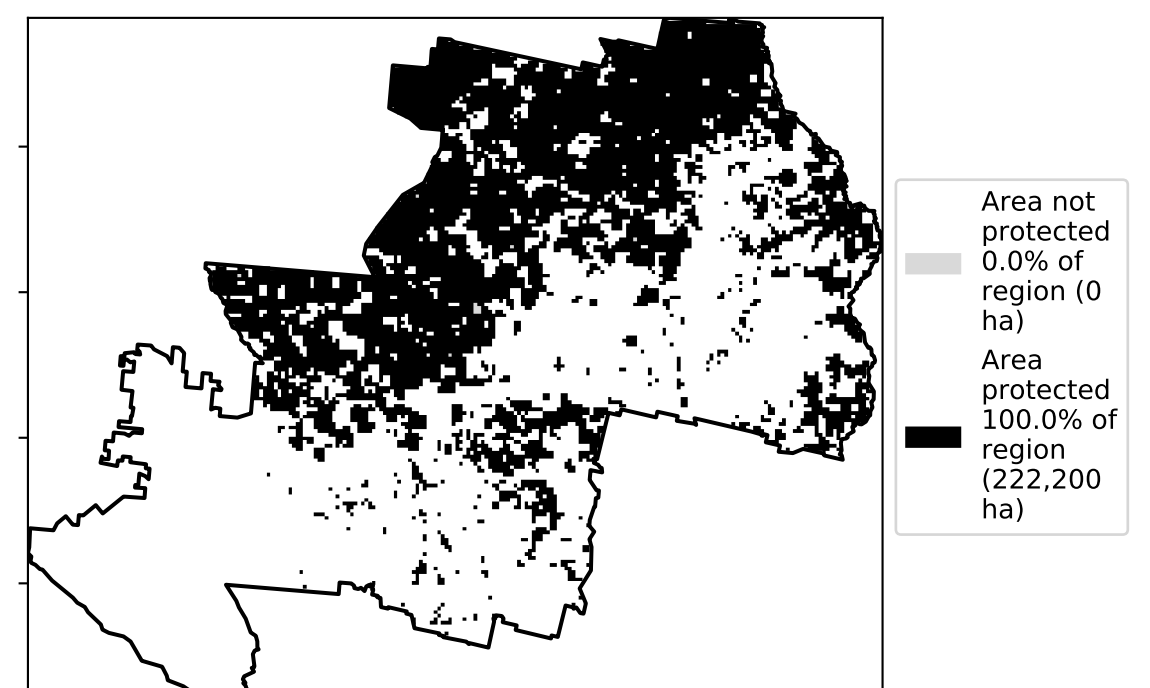 Area not
protected
0.0% of
region (0
ha)
Area
protected
100.0% of
region
(222,200
ha)